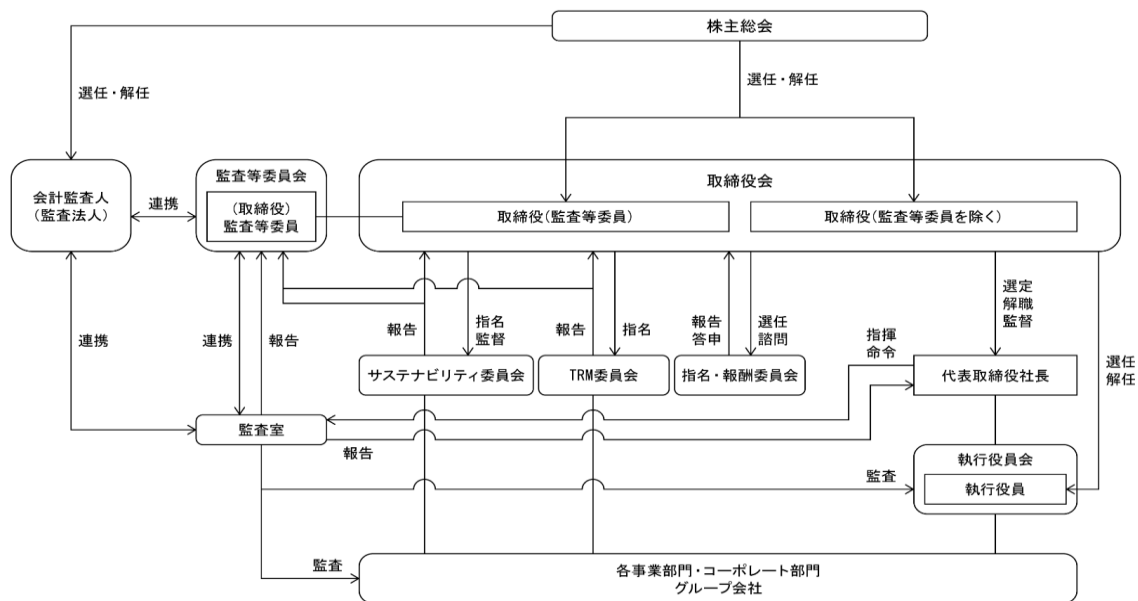 株主総会
選任・解任
選任・解任
会計監査人
(監査法人)
連携
監査等委員会
(取締役)
監査等委員
取締役会
取締役(監査等委員)
取締役(監査等委員を除く)
連携
連携
報告
報告
指名
監督
報告
指名
報告
答申
選任
諮問
選定
解職
監督
指揮
命令
選任
解任
サステナビリティ委員会
TRM委員会
指名・報酬委員会
代表取締役社長
監査室
報告
執行役員会
執行役員
監査
監査
各事業部門・コーポレート部門
グループ会社